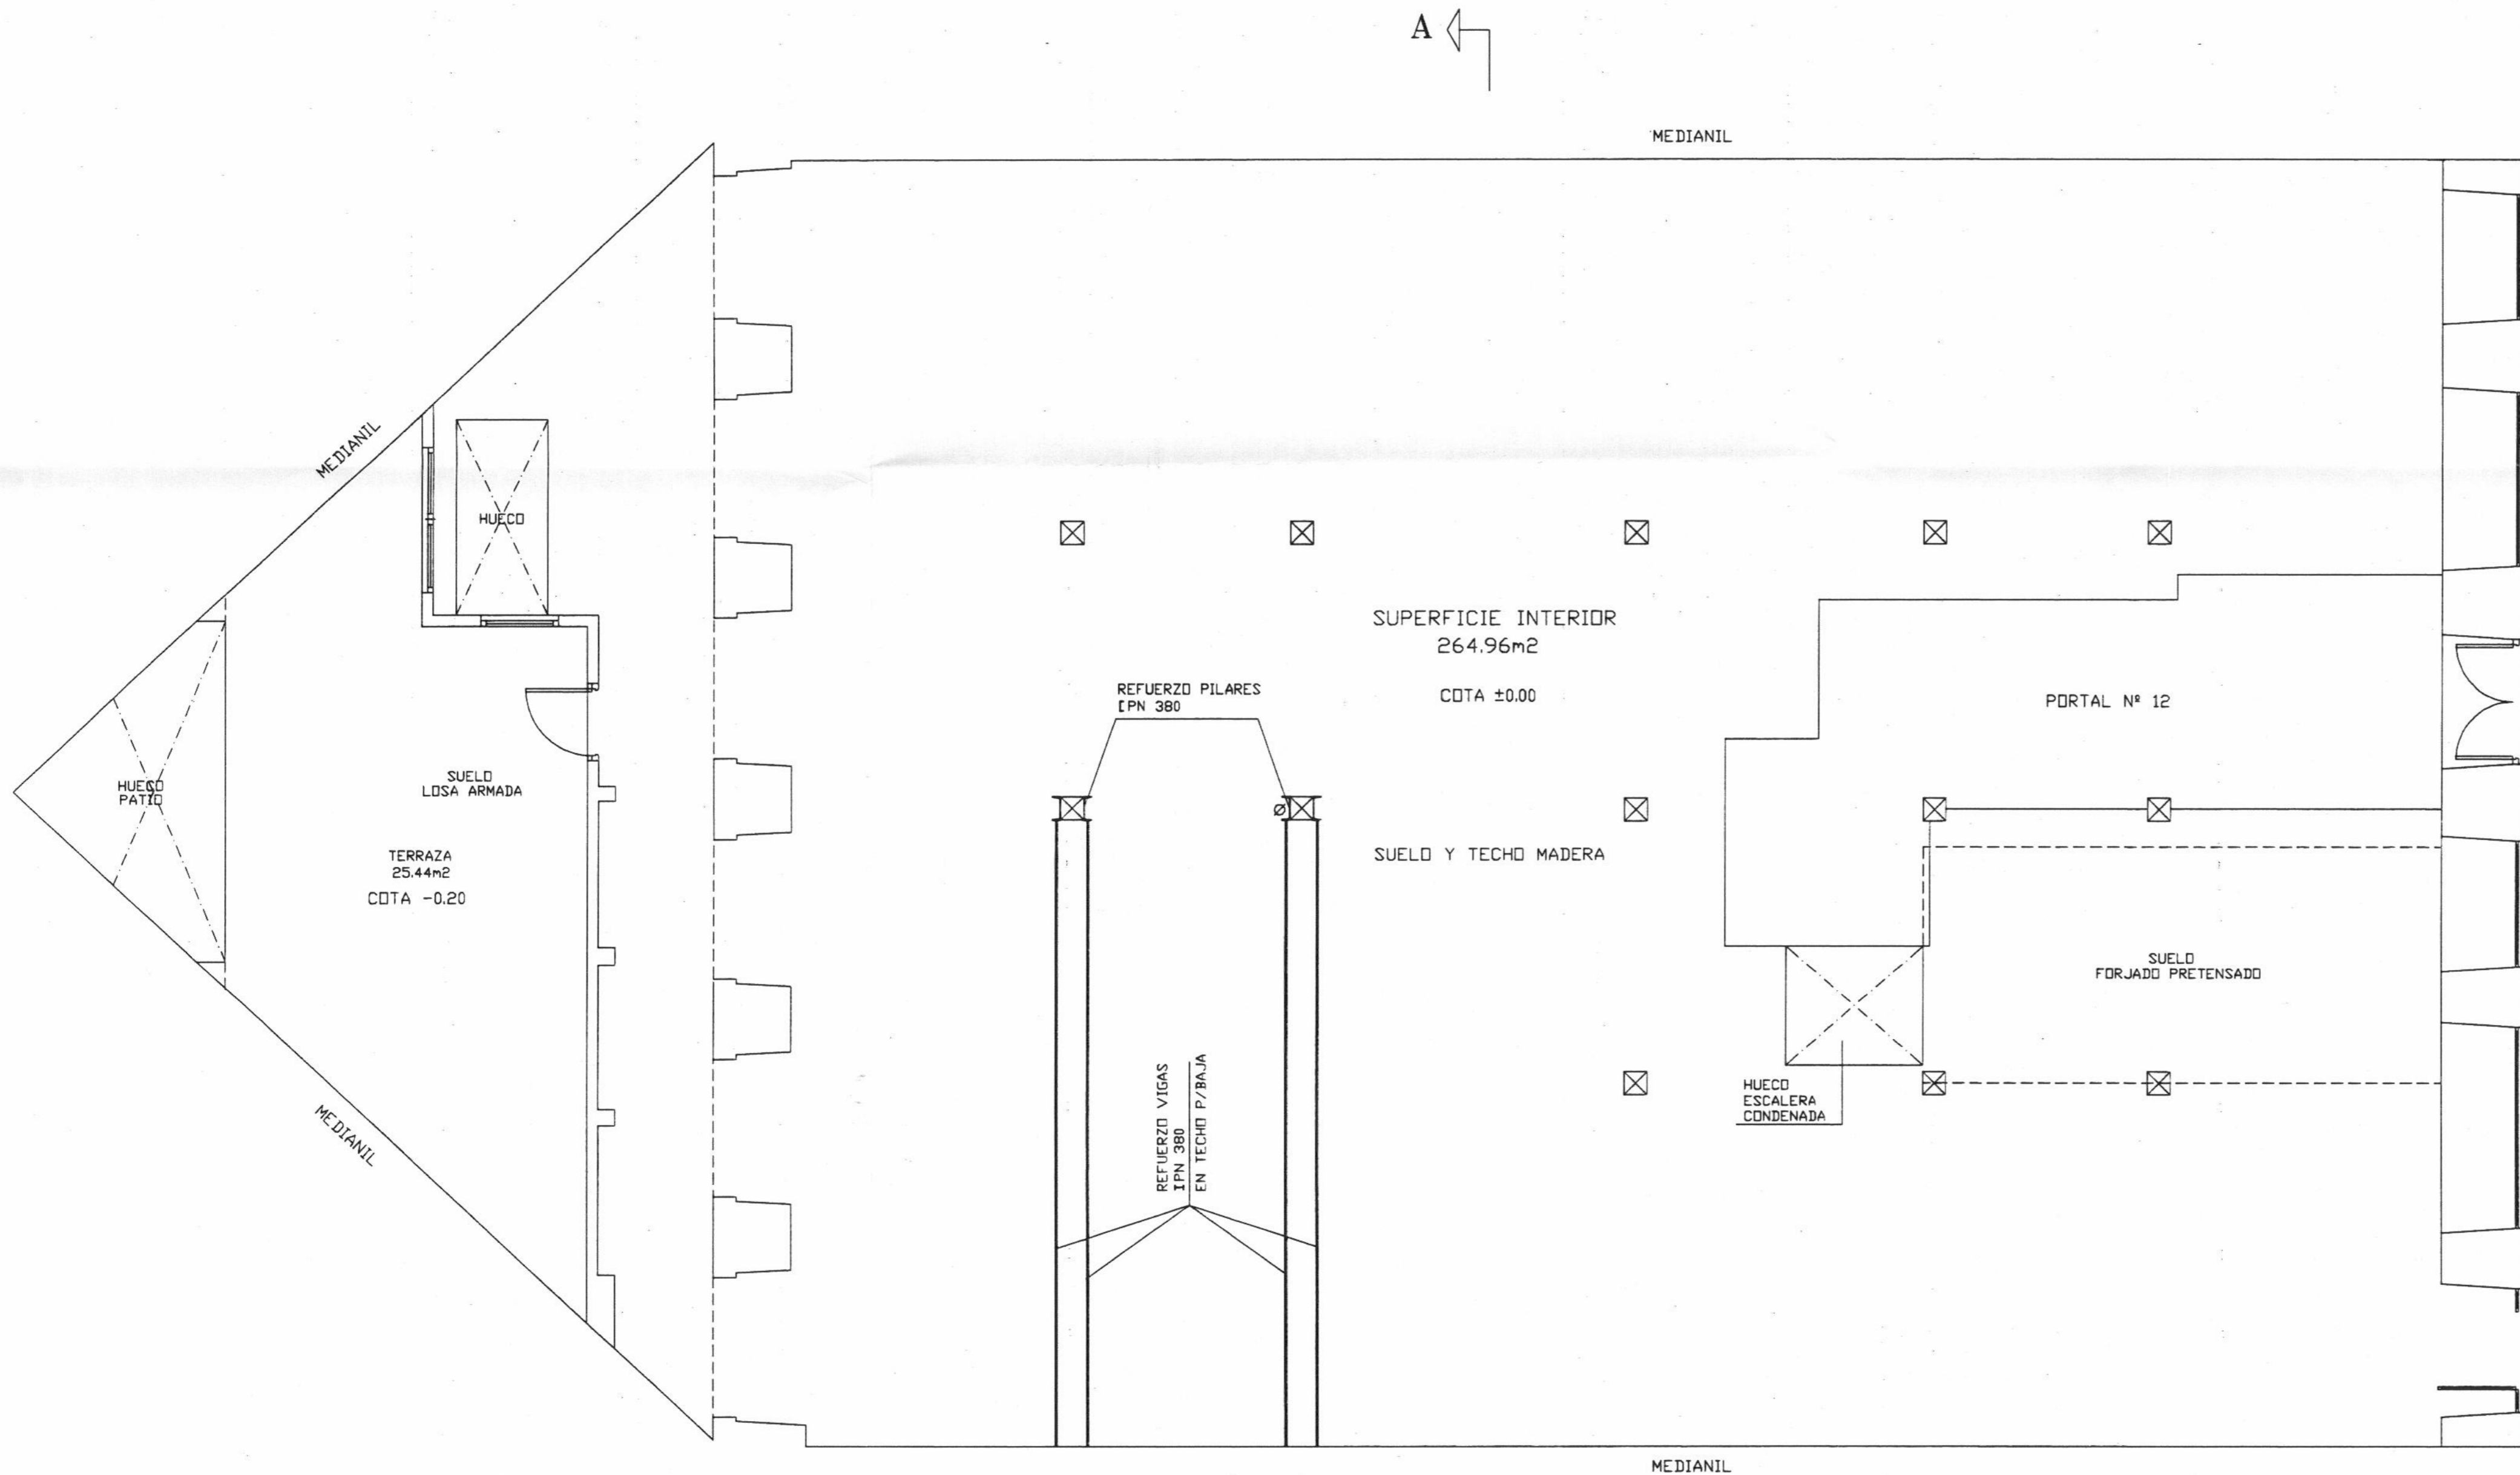 A
MEDIANIL
MEDIANIL
HUECO
SUPERFICIE INTERIOR
264.96m2
COTA ±0.00
REFUERZO PILARES
IPN 380
PORTAL Nº 12
HUECO
PATIO
SUELO
LOSA ARMADA
TERRAZA
25.44m2
COTA -0.20
SUELO Y TECHO MADERA
SUELO
FORJADO PRETENSADO
REFUERZO VIGAS
IPN 380
EN TECHO P/BAJA
HUECO
ESCALERA
CONDENADA
MEDIANIL
MEDIANIL